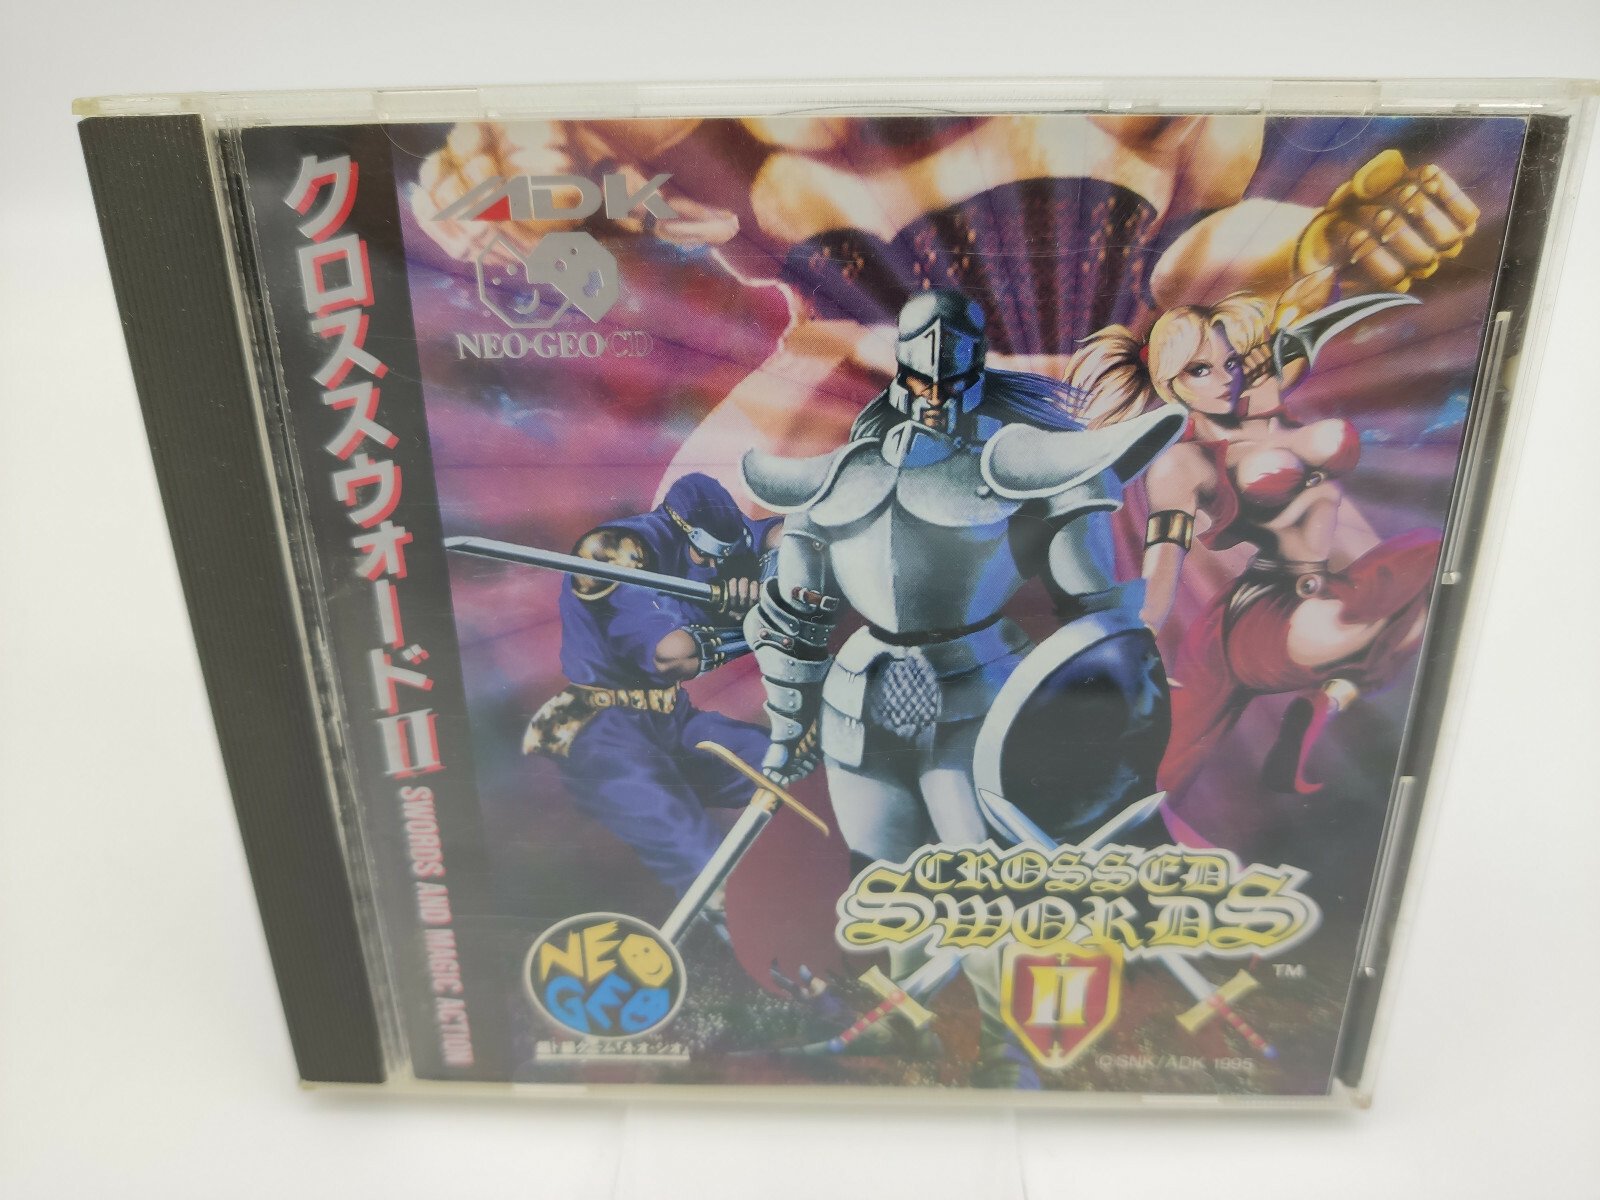 クロススウォードII SWORDS AND MAGIC ACTION
ADK
NEO·GEO CD
CROSSED
SWORDS
II
TM
NEO
GEO
©SNK/ADK 1995